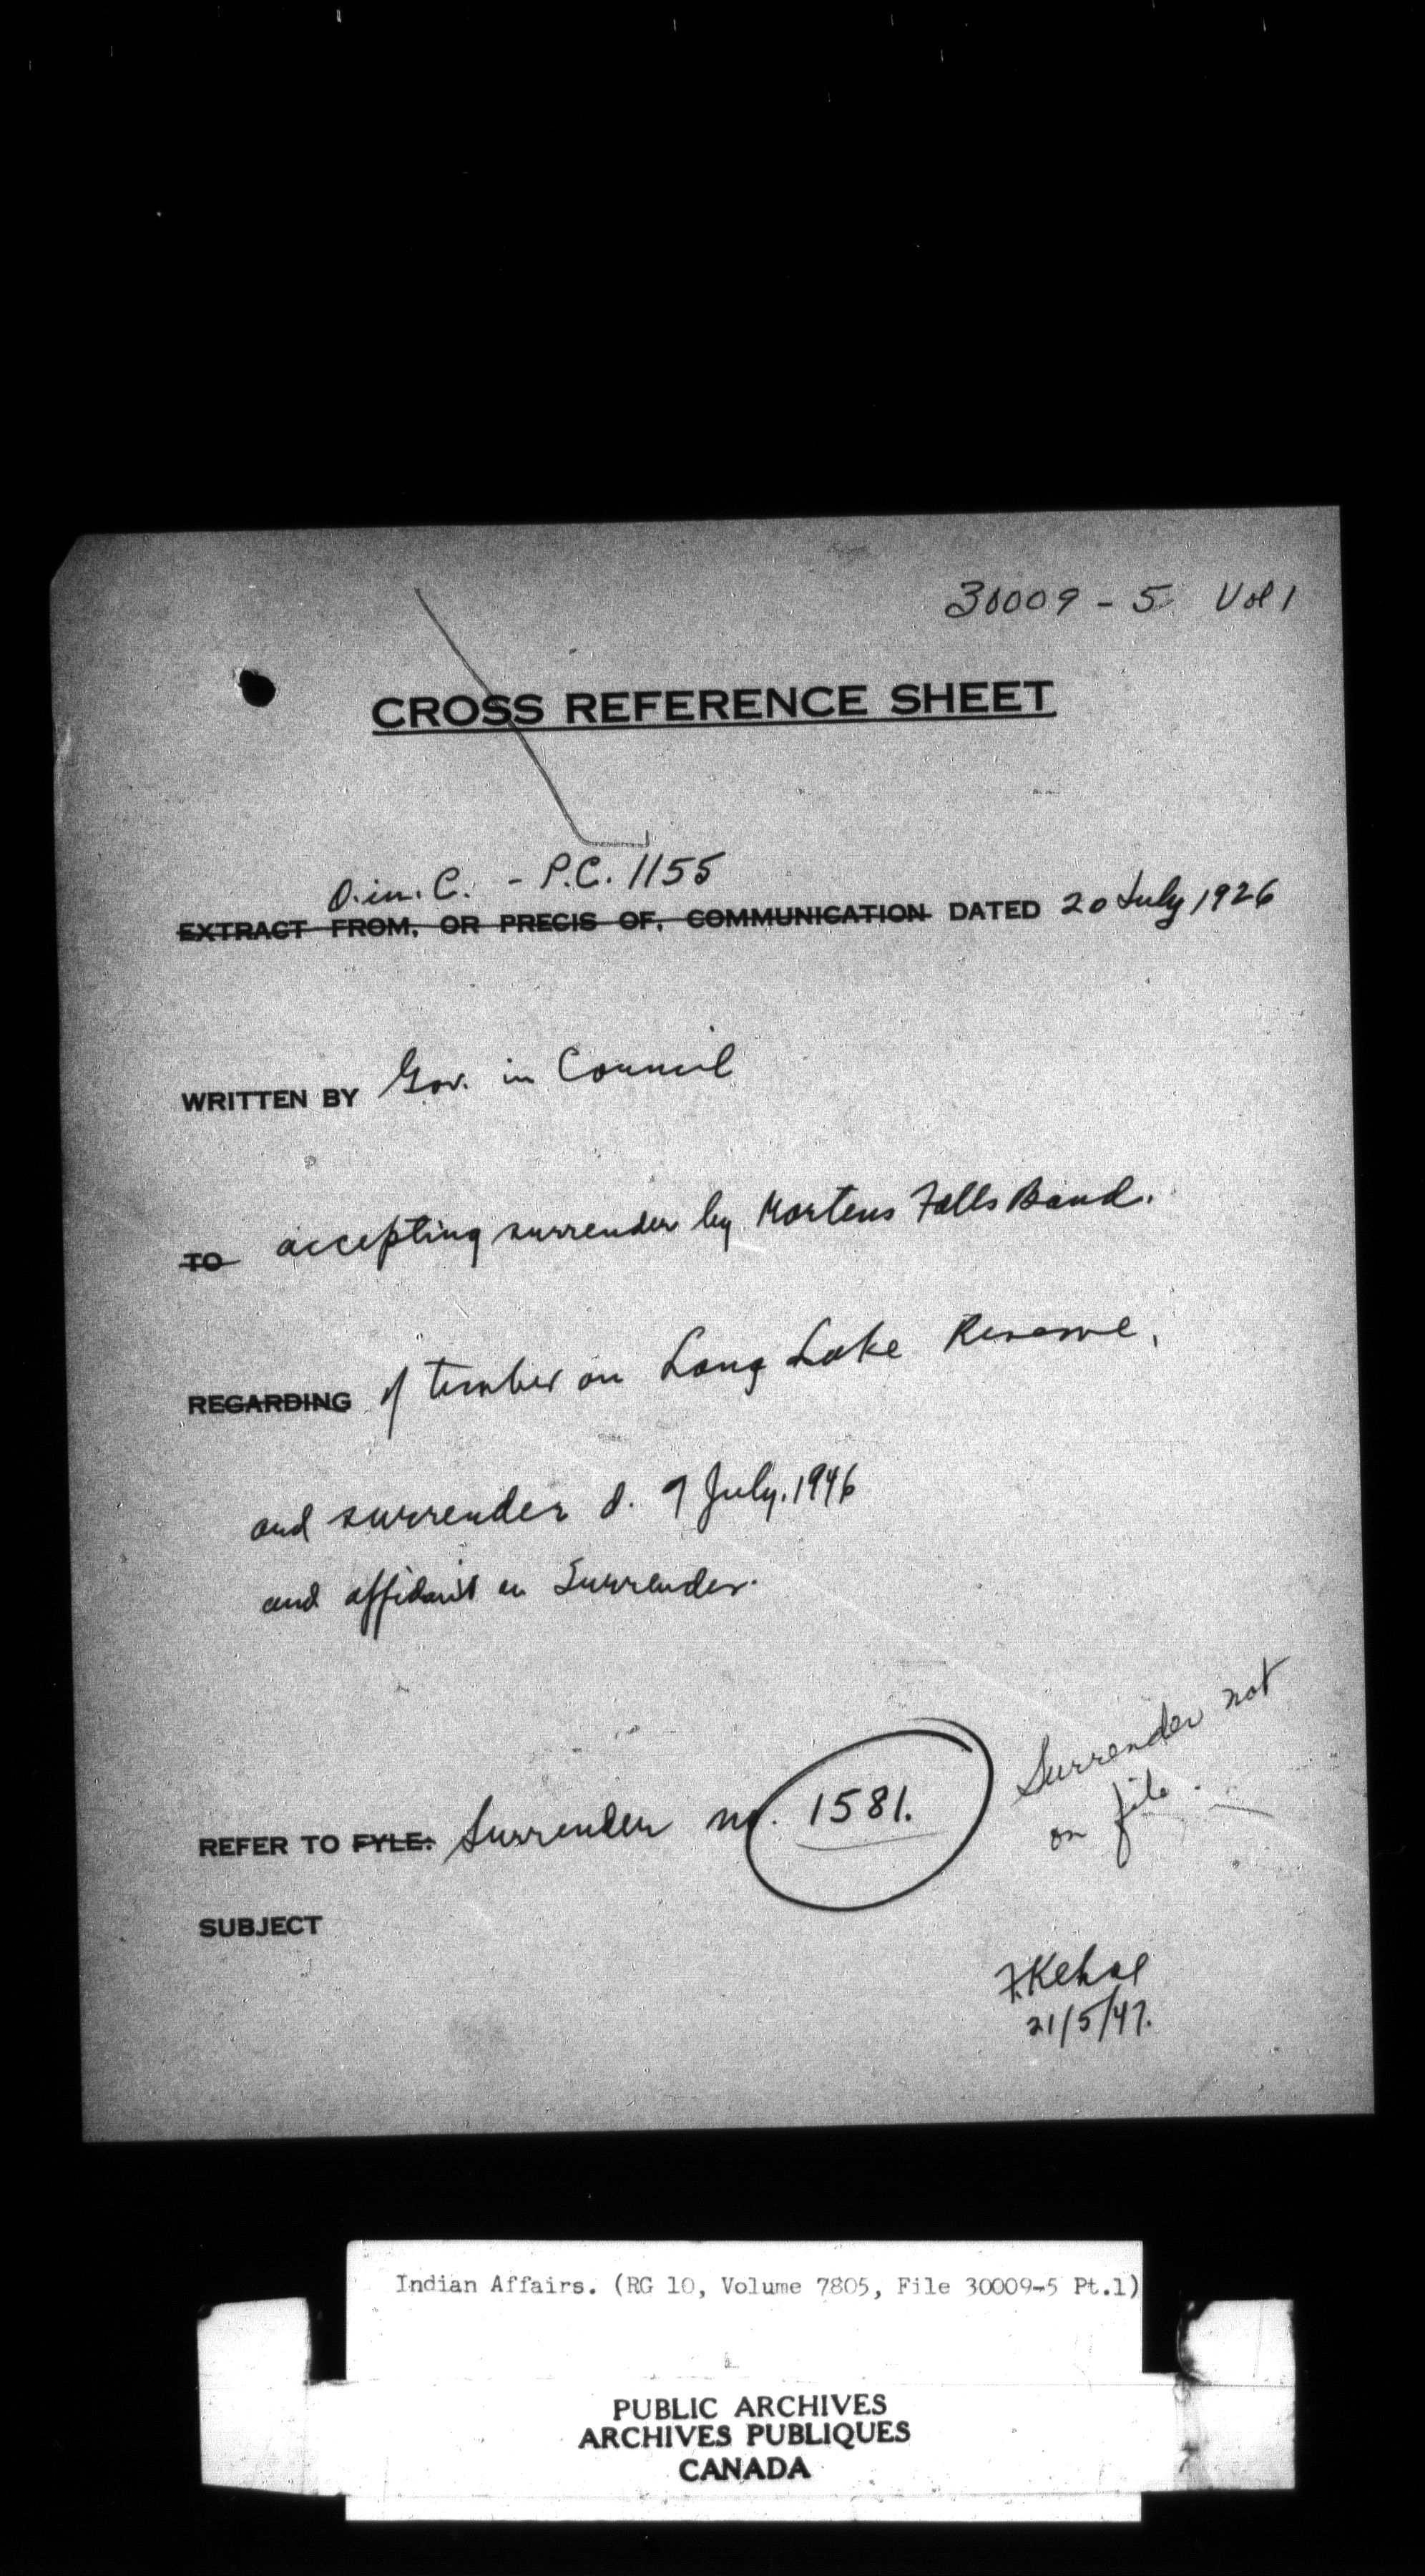 30009 - 5 Vol 1
CROSS REFERENCE SHEET
O.in.C. - P.C. 1155
EXTRACT FROM, OR PRECIS OF, COMMUNICATION DATED 20 July 1926
WRITTEN BY Gov. in Council
TO accepting surrender by Martens Falls Band.
REGARDING of timber on Long Lake Reserve,
and surrender d. 9 July. 1946
and affidavit on Surrender.
REFER TO FYLE: Surrender no. 1581.
Surrender not
on file.
SUBJECT
F.Kehoe
21/5/47.
Indian Affairs. (RG 10, Volume 7805, File 30009-5 Pt.1)
PUBLIC ARCHIVES
ARCHIVES PUBLIQUES
CANADA